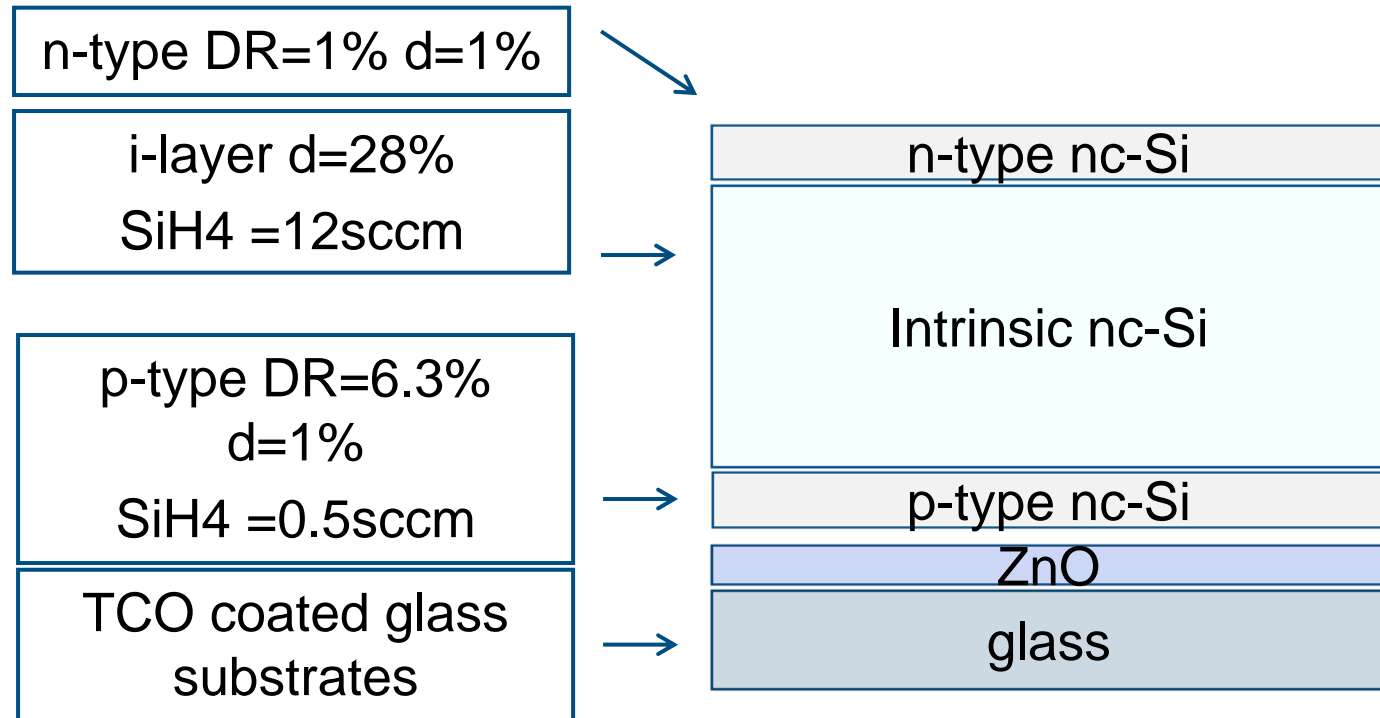 n-type DR=1% d=1%
i-layer d=28%
SiH4 =12sccm
p-type DR=6.3%
d=1%
SiH4 =0.5sccm
TCO coated glass
substrates
n-type nc-Si
Intrinsic nc-Si
p-type nc-Si
ZnO
glass